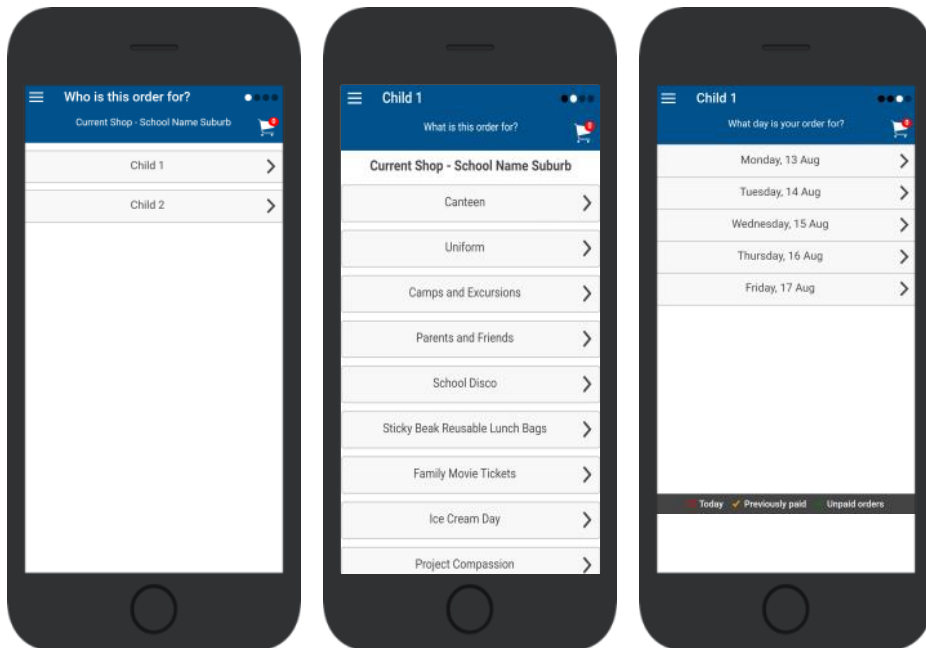 Who is this order for?
Current Shop - School Name Suburb
0
Child 1
Child 2
Child 1
What is this order for?
0
Current Shop - School Name Suburb
Canteen
Uniform
Camps and Excursions
Parents and Friends
School Disco
Sticky Beak Reusable Lunch Bags
Family Movie Tickets
Ice Cream Day
Project Compassion
Child 1
What day is your order for?
0
Monday, 13 Aug
Tuesday, 14 Aug
Wednesday, 15 Aug
Thursday, 16 Aug
Friday, 17 Aug
Today Previously paid Unpaid orders